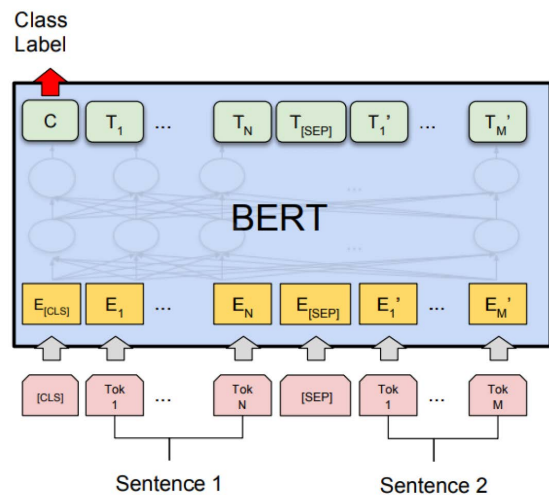 Class
Label
C T1 ... TN T[SEP] T1' ... TM'
...
BERT
...
E[CLS] E1 ... EN E[SEP] E1' ... EM'
[CLS] Tok 1 ... Tok N [SEP] Tok 1 ... Tok M
Sentence 1 Sentence 2